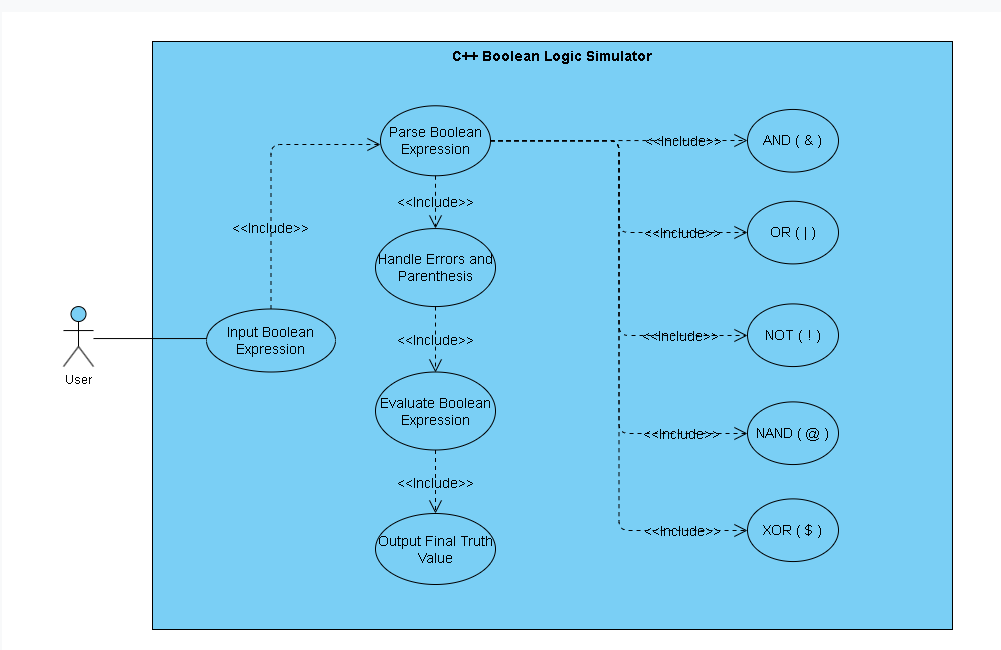 C++ Boolean Logic Simulator
Parse Boolean
Expression
<<Include>>
AND ( & )
<<Include>>
<<Include>>
OR ( | )
<<Include>>
Handle Errors and
Parenthesis
Input Boolean
Expression
<<Include>>
<<Include>>
NOT ( ! )
User
Evaluate Boolean
Expression
<<Include>>
NAND ( @ )
<<Include>>
<<Include>>
XOR ( $ )
Output Final Truth
Value